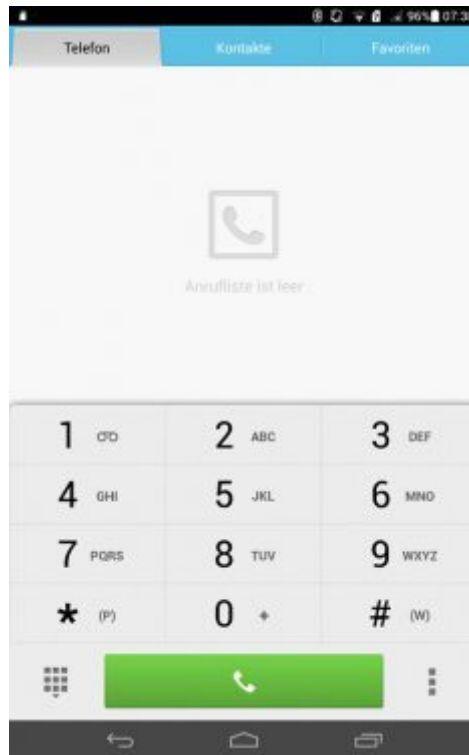 96% 07:3
Telefon Kontakte Favoriten
Anrufliste ist leer
1 2 ABC 3 DEF
4 GHI 5 JKL 6 MNO
7 PQRS 8 TUV 9 WXYZ
* (P) 0 + # (W)